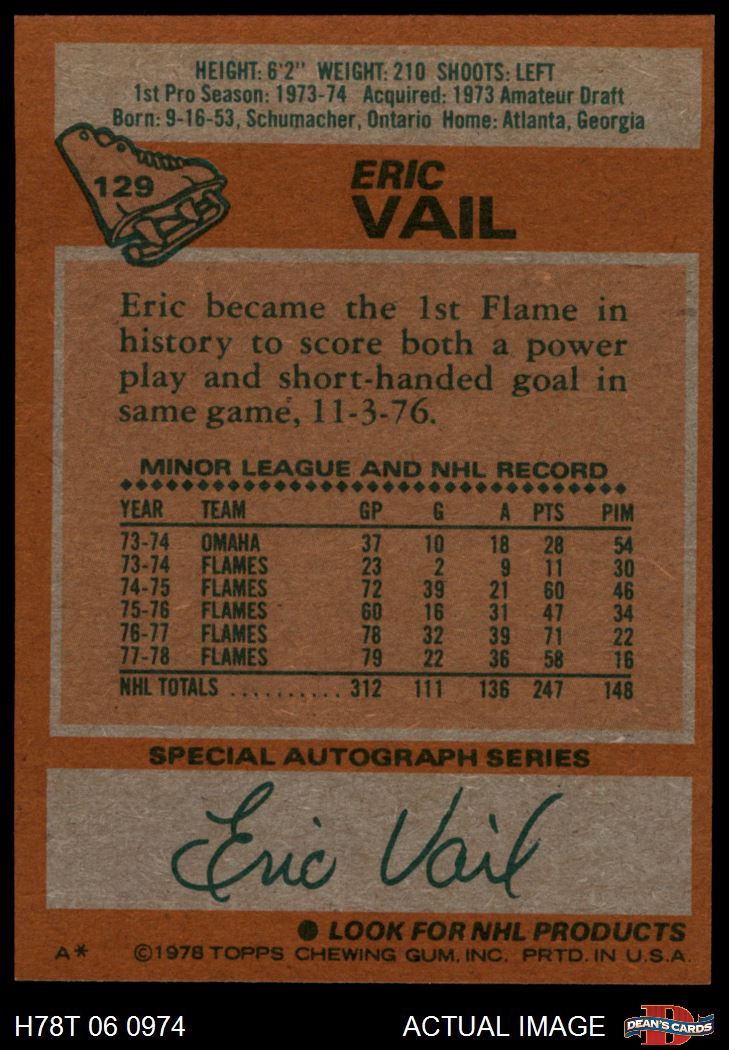 HEIGHT: 6'2" WEIGHT: 210 SHOOTS: LEFT
1st Pro Season: 1973-74 Acquired: 1973 Amateur Draft
Born: 9-16-53, Schumacher, Ontario Home: Atlanta, Georgia
129
ERIC
VAIL
Eric became the 1st Flame in
history to score both a power
play and short-handed goal in
same game, 11-3-76.
MINOR LEAGUE AND NHL RECORD
YEAR TEAM GP G A PTS PIM
73-74 OMAHA 37 10 18 28 54
73-74 FLAMES 23 2 9 11 30
74-75 FLAMES 72 39 21 60 46
75-76 FLAMES 60 16 31 47 34
76-77 FLAMES 78 32 39 71 22
77-78 FLAMES 79 22 36 58 16
NHL TOTALS .......... 312 111 136 247 148
SPECIAL AUTOGRAPH SERIES
Eric Vail
LOOK FOR NHL PRODUCTS
A* ©1978 TOPPS CHEWING GUM, INC. PRTD. IN U.S.A.
H78T 06 0974 ACTUAL IMAGE D DEAN'S CARDS